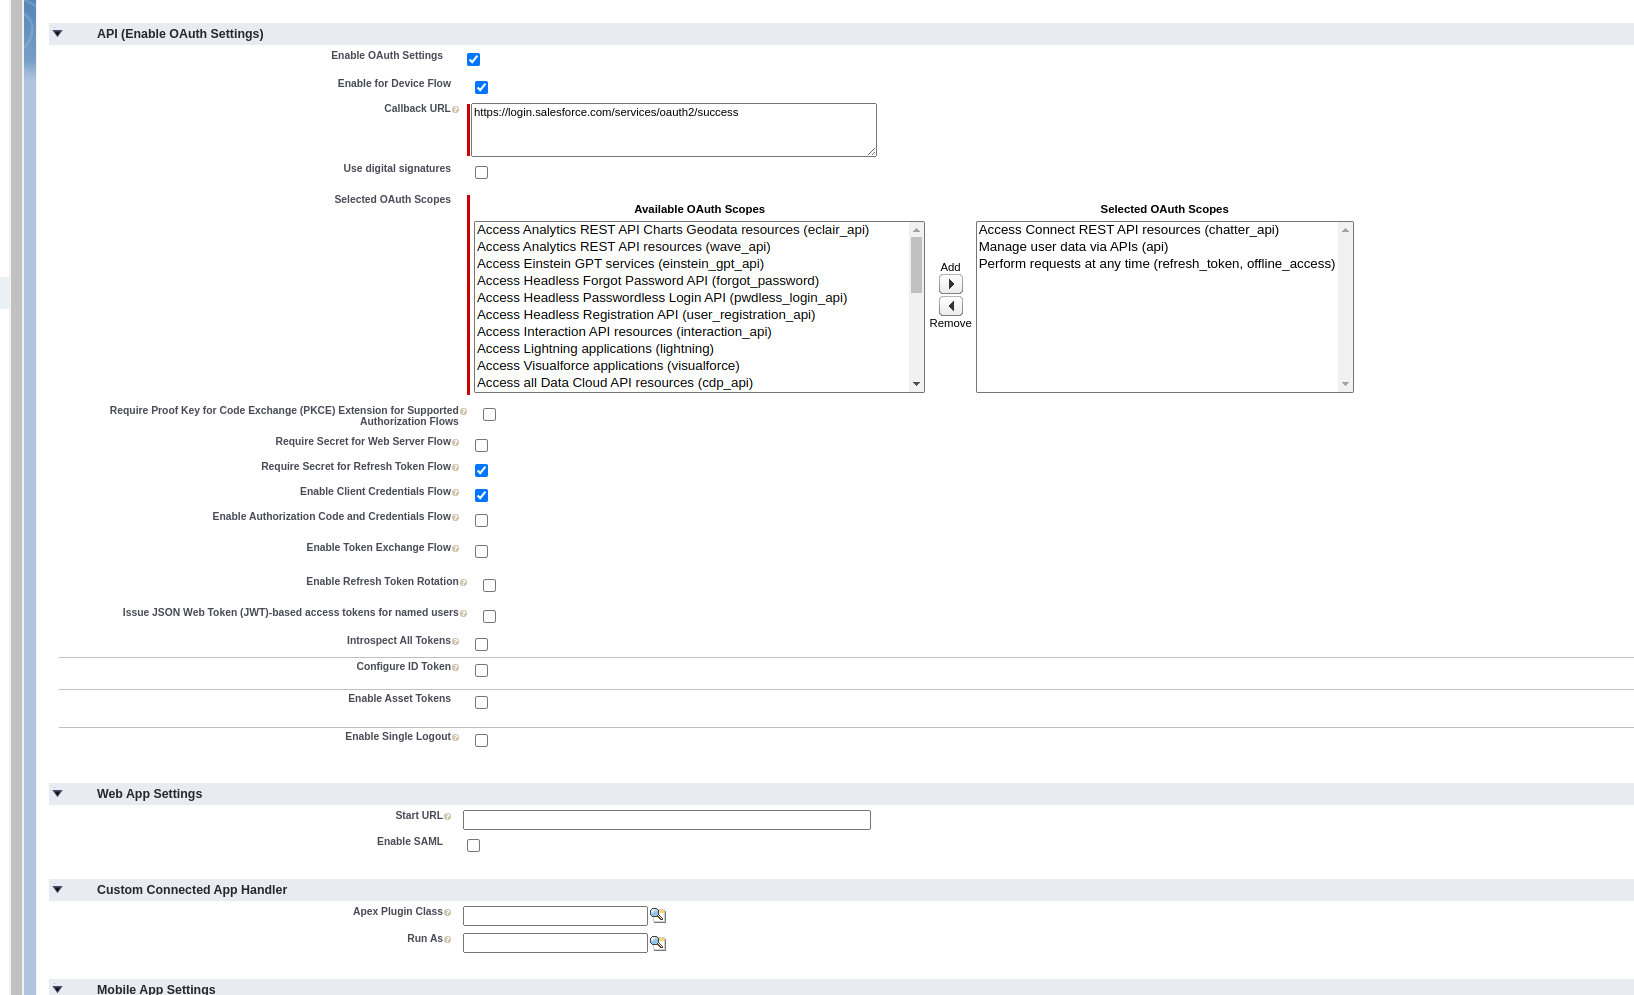 API (Enable OAuth Settings)
Enable OAuth Settings
Enable for Device Flow
Callback URL
https://login.salesforce.com/services/oauth2/success
Use digital signatures
Selected OAuth Scopes
Available OAuth Scopes
Access Analytics REST API Charts Geodata resources (eclair_api)
Access Analytics REST API resources (wave_api)
Access Einstein GPT services (einstein_gpt_api)
Access Headless Forgot Password API (forgot_password)
Access Headless Passwordless Login API (pwdless_login_api)
Access Headless Registration API (user_registration_api)
Access Interaction API resources (interaction_api)
Access Lightning applications (lightning)
Access Visualforce applications (visualforce)
Access all Data Cloud API resources (cdp_api)
Add
Remove
Selected OAuth Scopes
Access Connect REST API resources (chatter_api)
Manage user data via APIs (api)
Perform requests at any time (refresh_token, offline_access)
Require Proof Key for Code Exchange (PKCE) Extension for Supported
Authorization Flows
Require Secret for Web Server Flow
Require Secret for Refresh Token Flow
Enable Client Credentials Flow
Enable Authorization Code and Credentials Flow
Enable Token Exchange Flow
Enable Refresh Token Rotation
Issue JSON Web Token (JWT)-based access tokens for named users
Introspect All Tokens
Configure ID Token
Enable Asset Tokens
Enable Single Logout
Web App Settings
Start URL
Enable SAML
Custom Connected App Handler
Apex Plugin Class
Run As
Mobile App Settings